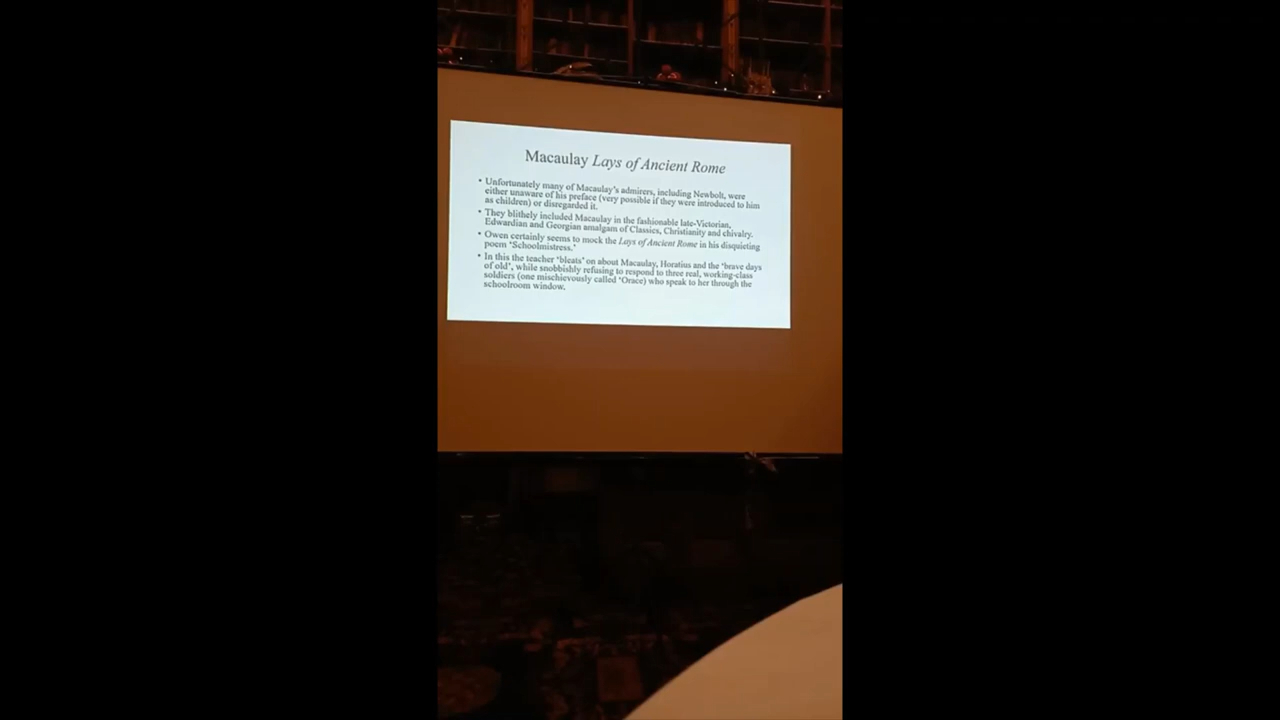 Macaulay Lays of Ancient Rome
• Unfortunately many of Macaulay's admirers, including Newbolt, were
either unaware of his preface (very possible if they were introduced to him
as children) or disregarded it.
• They blithely included Macaulay in the fashionable late-Victorian,
Edwardian and Georgian amalgam of Classics, Christianity and chivalry.
• Owen certainly seems to mock the Lays of Ancient Rome in his disquieting
poem 'Schoolmistress.'
• In this the teacher 'bleats' on about Macaulay, Horatius and the 'brave days
of old', while snobbishly refusing to respond to three real, working-class
soldiers (one mischievously called 'Orace) who speak to her through the
schoolroom window.